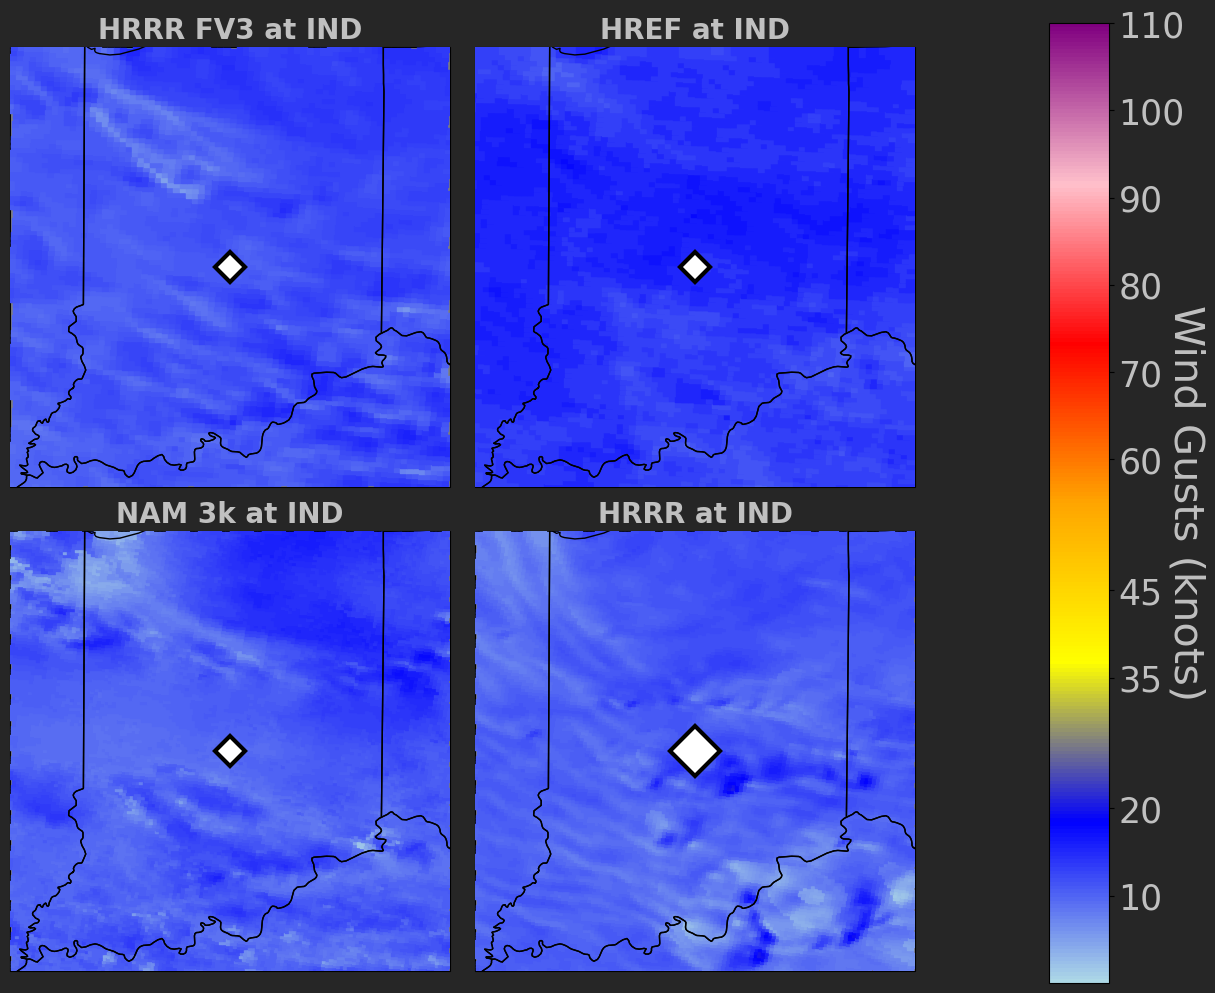 HRRR FV3 at IND
HREF at IND
NAM 3k at IND
HRRR at IND
110
100
90
80
70
60
45
35
20
10
Wind Gusts (knots)